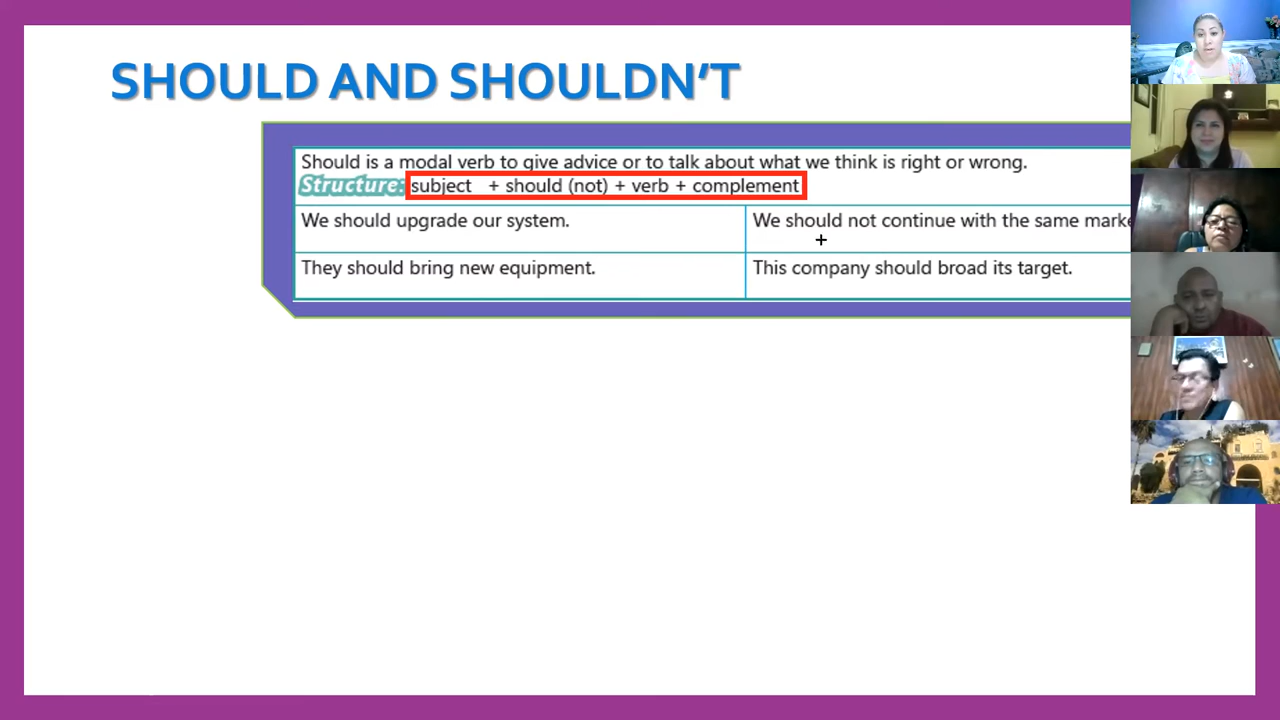 SHOULD AND SHOULDN'T
Should is a modal verb to give advice or to talk about what we think is right or wrong.
Structure: subject + should (not) + verb + complement
We should upgrade our system.
We should not continue with the same
They should bring new equipment.
This company should broad its target.